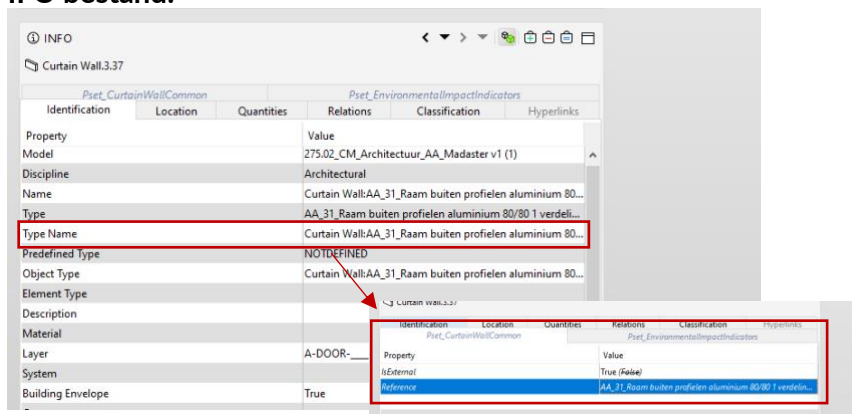 INFO
Curtain Wall.3.37
Pset_CurtainWallCommon Pset_EnvironmentalImpactIndicators
Identification Location Quantities Relations Classification Hyperlinks
Property Value
Model 275.02_CM_Architectuur_AA_Madaster v1 (1)
Discipline Architectural
Name Curtain Wall:AA_31_Raam buiten profielen aluminium 80...
Type AA_31_Raam buiten profielen aluminium 80/80 1 verdeli...
Type Name Curtain Wall:AA_31_Raam buiten profielen aluminium 80...
Predefined Type NOTDEFINED
Object Type Curtain Wall:AA_31_Raam buiten profielen aluminium 80...
Element Type
Description
Material
Layer A-DOOR-___
System
Building Envelope True
Curtain Wall.3.37
Identification Location Quantities Relations Classification Hyperlinks
Pset_CurtainWallCommon Pset_EnvironmentalImpactIndicators
Property Value
IsExternal True (False)
Reference AA_31_Raam buiten profielen aluminium 80/80 1 verdelin...